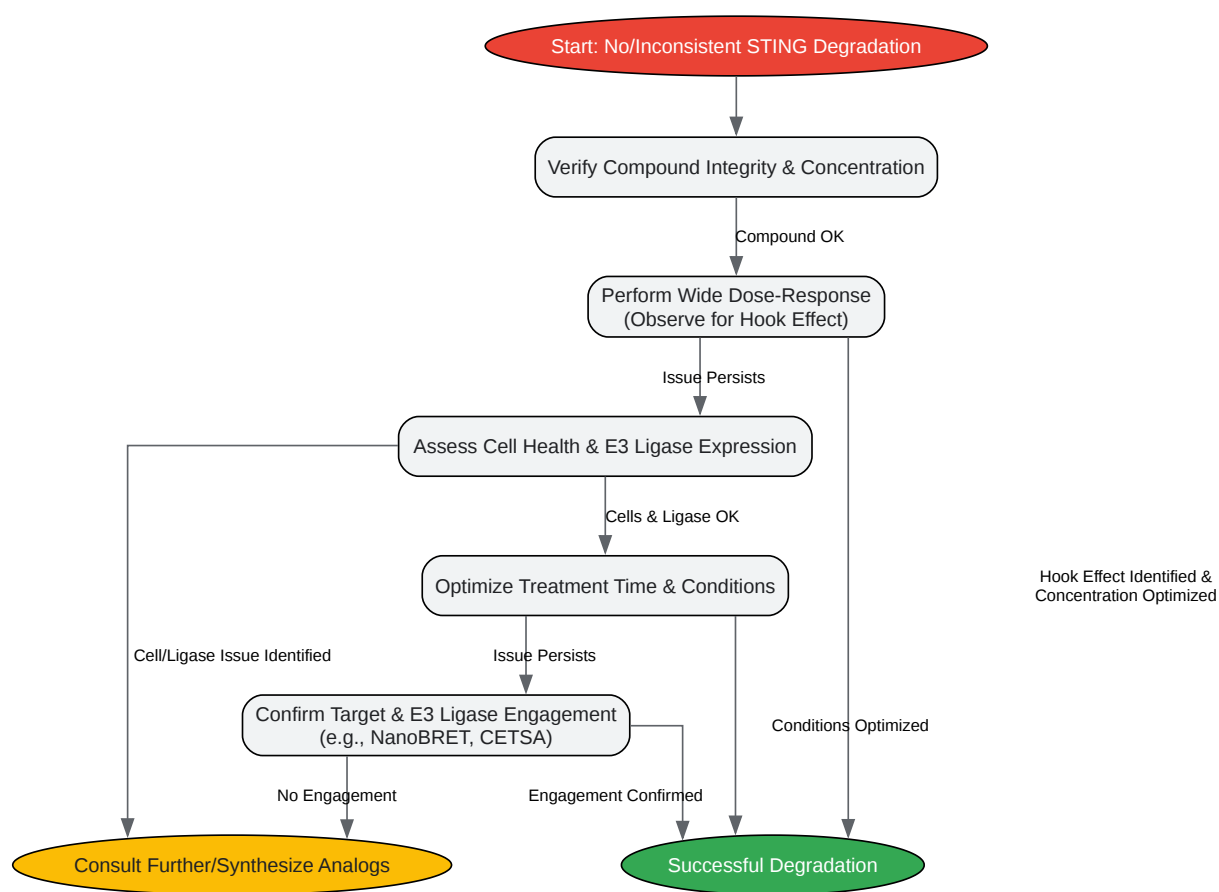 Start: No/Inconsistent STING Degradation
Verify Compound Integrity & Concentration
Compound OK
Perform Wide Dose-Response
(Observe for Hook Effect)
Issue Persists
Assess Cell Health & E3 Ligase Expression
Cells & Ligase OK
Optimize Treatment Time & Conditions
Hook Effect Identified &
Concentration Optimized
Cell/Ligase Issue Identified
Issue Persists
Confirm Target & E3 Ligase Engagement
(e.g., NanoBRET, CETSA)
Conditions Optimized
No Engagement
Engagement Confirmed
Consult Further/Synthesize Analogs
Successful Degradation